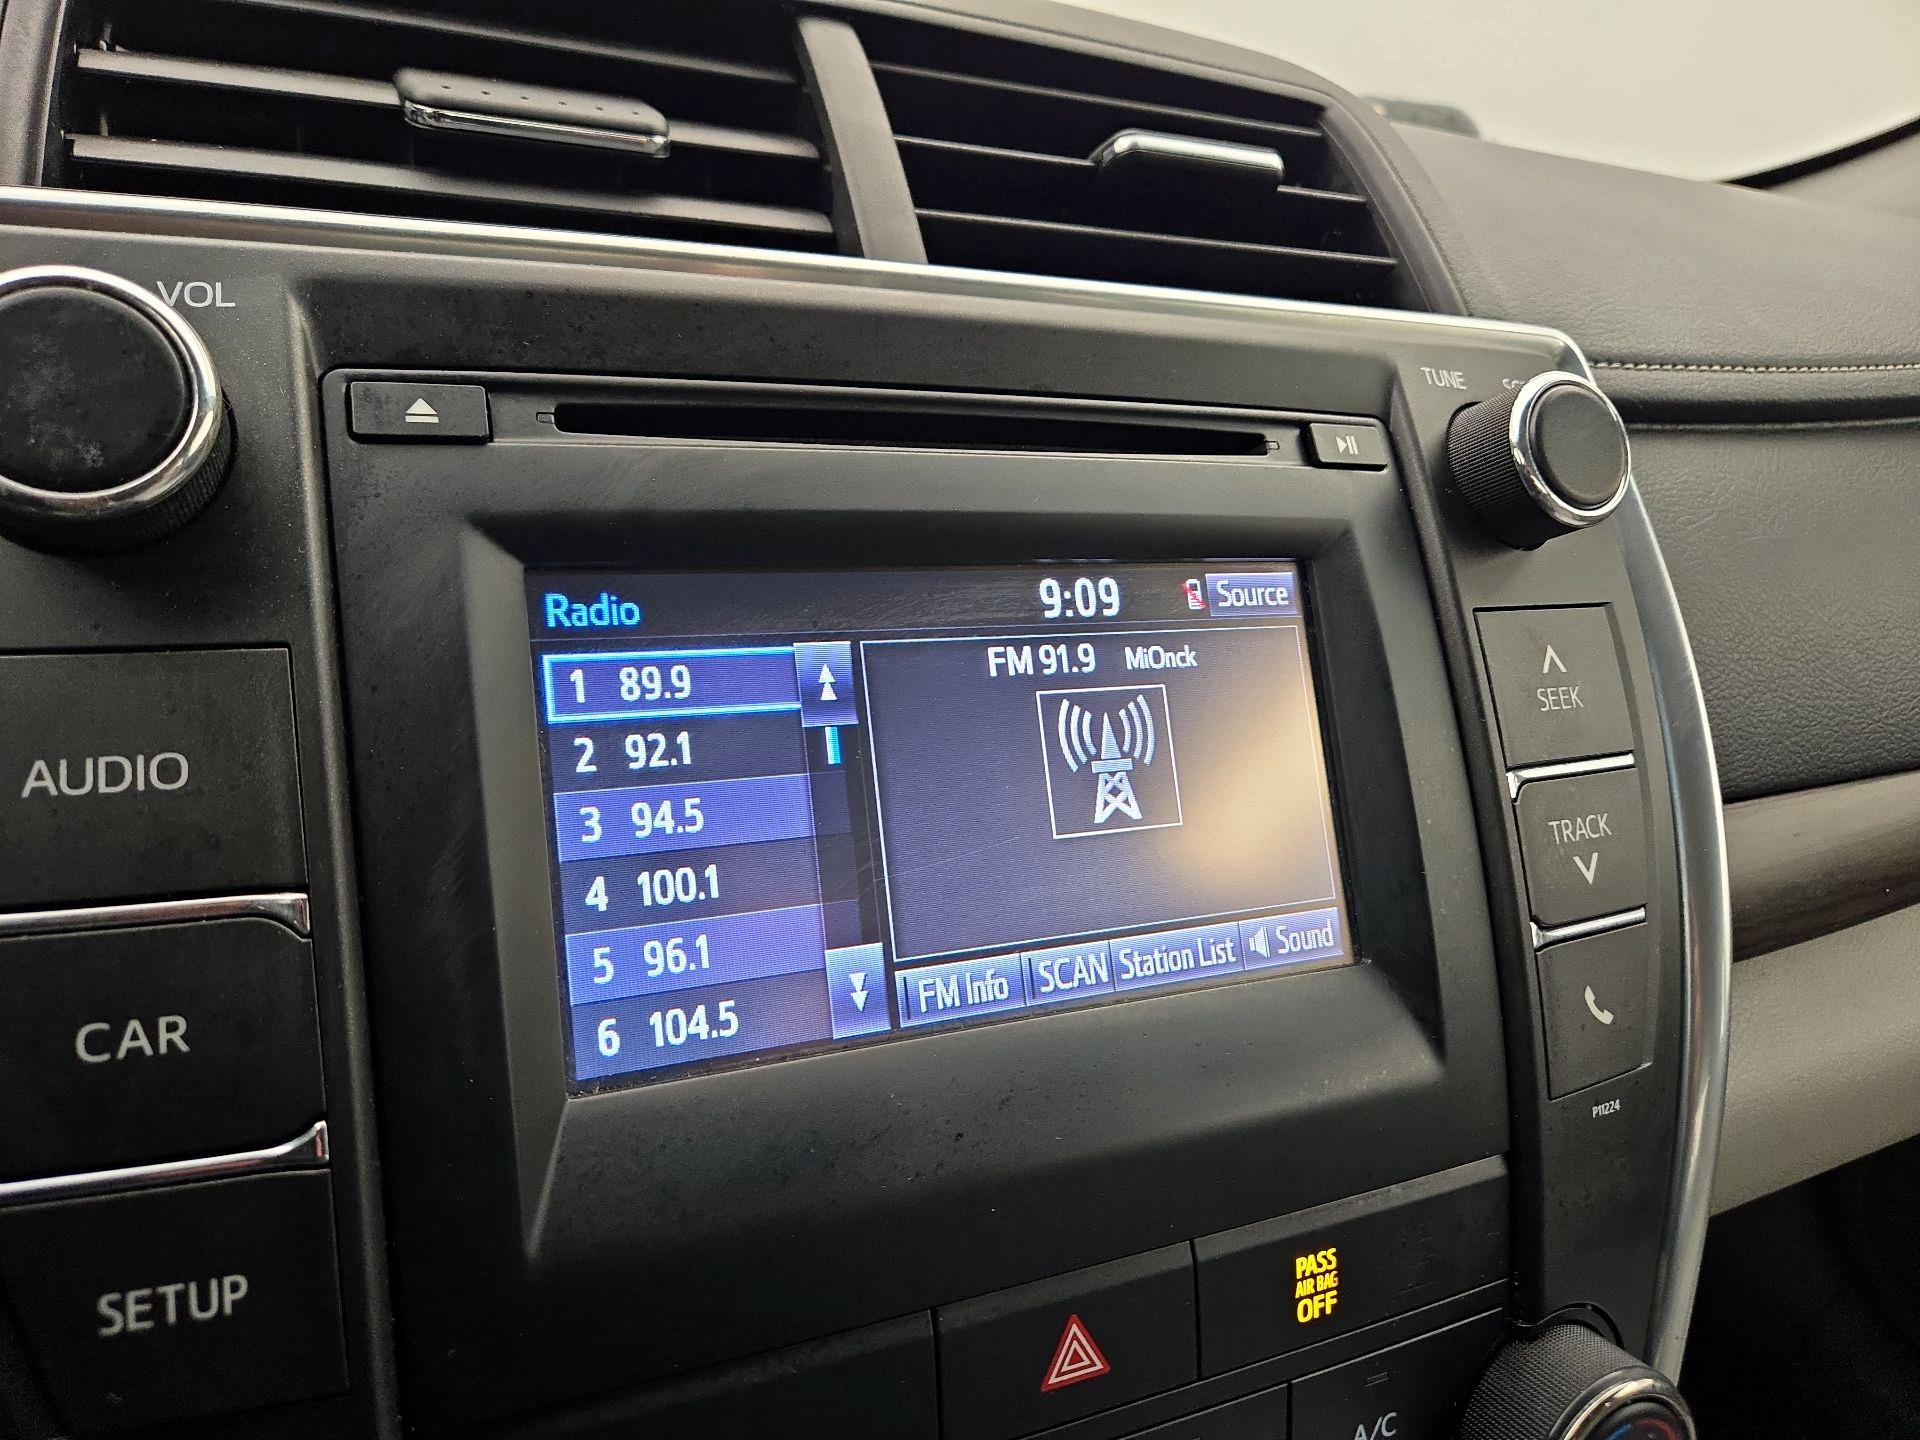 VOL
TUNE
Radio
9:09
Source
1 89.9
2 92.1
3 94.5
4 100.1
5 96.1
6 104.5
FM 91.9 MiOnck
FM Info
SCAN
Station List
Sound
AUDIO
CAR
SETUP
SEEK
TRACK
P11224
PASS
AIR BAG
OFF
A/C